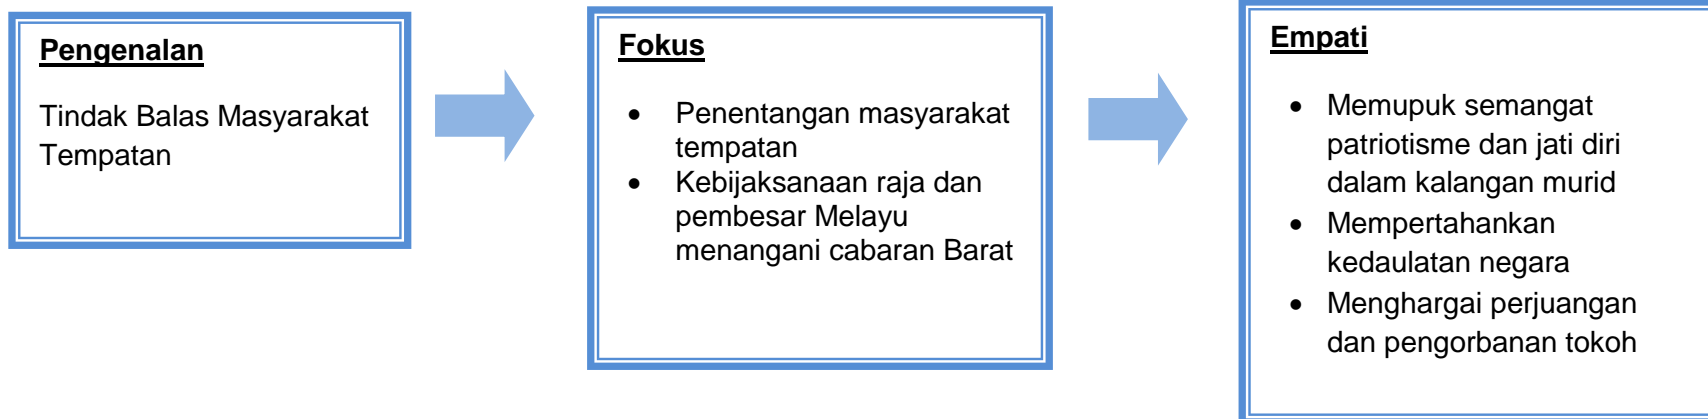 Pengenalan
Tindak Balas Masyarakat
Tempatan
Fokus
• Penentangan masyarakat
tempatan
• Kebijaksanaan raja dan
pembesar Melayu
menangani cabaran Barat
Empati
• Memupuk semangat
patriotisme dan jati diri
dalam kalangan murid
• Mempertahankan
kedaulatan negara
• Menghargai perjuangan
dan pengorbanan tokoh